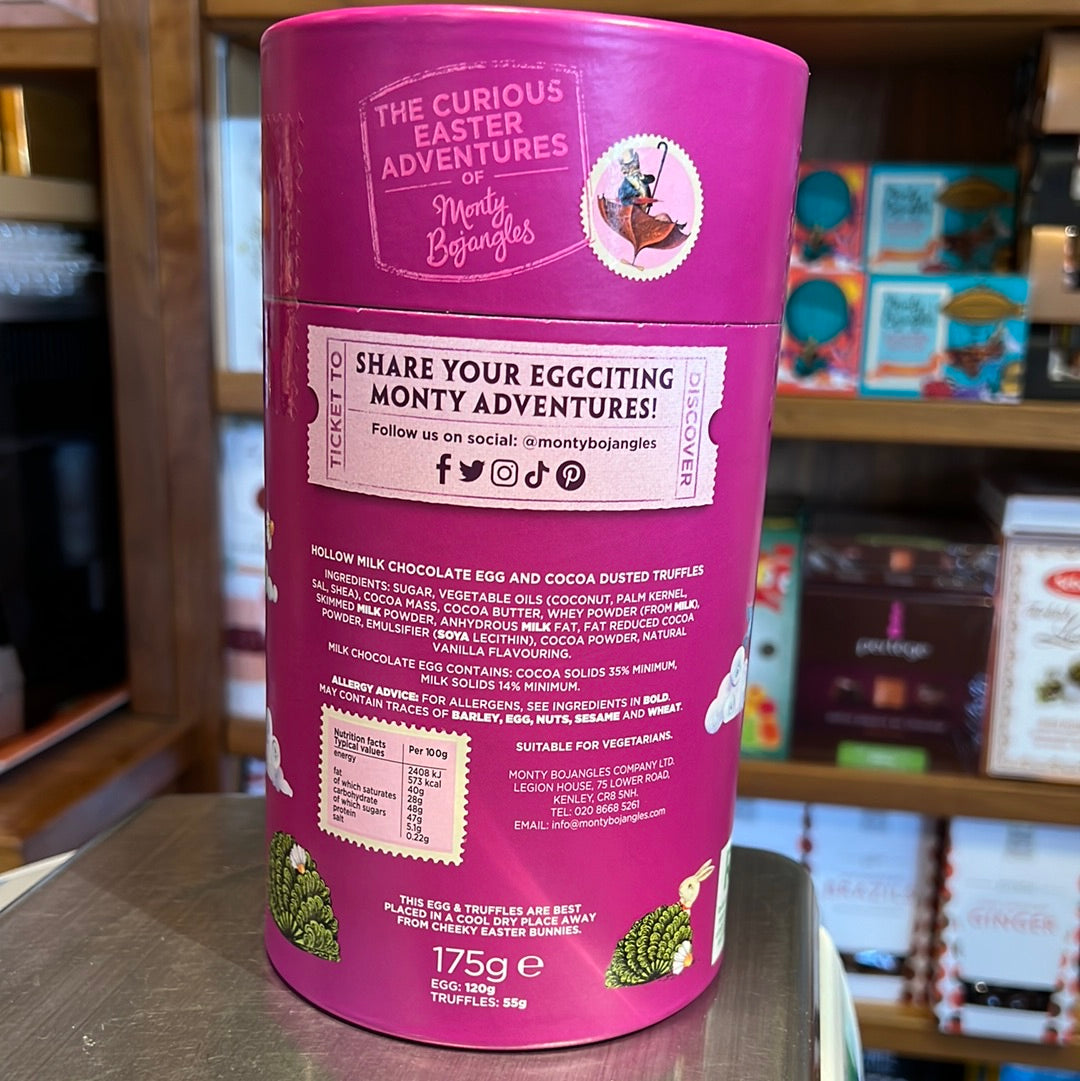 THE CURIOUS
EASTER
ADVENTURES
OF
Monty
Bojangles
TICKET TO
SHARE YOUR EGGCITING
MONTY ADVENTURES!
Follow us on social: @montybojangles
DISCOVER
HOLLOW MILK CHOCOLATE EGG AND COCOA DUSTED TRUFFLES
INGREDIENTS: SUGAR, VEGETABLE OILS (COCONUT, PALM KERNEL,
SAL, SHEA), COCOA MASS, COCOA BUTTER, WHEY POWDER (FROM MILK),
SKIMMED MILK POWDER, ANHYDROUS MILK FAT, FAT REDUCED COCOA
POWDER, EMULSIFIER (SOYA LECITHIN), COCOA POWDER, NATURAL
VANILLA FLAVOURING.
MILK CHOCOLATE EGG CONTAINS: COCOA SOLIDS 35% MINIMUM,
MILK SOLIDS 14% MINIMUM.
ALLERGY ADVICE: FOR ALLERGENS, SEE INGREDIENTS IN BOLD.
MAY CONTAIN TRACES OF BARLEY, EGG, NUTS, SESAME AND WHEAT.
Nutrition facts
Typical values Per 100g
energy 2408 kJ
573 kcal
fat 40g
of which saturates 28g
carbohydrate 48g
of which sugars 47g
protein 5.1g
salt 0.22g
SUITABLE FOR VEGETARIANS.
MONTY BOJANGLES COMPANY LTD.
LEGION HOUSE, 75 LOWER ROAD,
KENLEY, CR8 5NH.
TEL: 020 8668 5261
EMAIL: info@montybojangles.com
THIS EGG & TRUFFLES ARE BEST
PLACED IN A COOL DRY PLACE AWAY
FROM CHEEKY EASTER BUNNIES.
175g e
EGG: 120g
TRUFFLES: 55g
prestege
BRAZILS
GINGER